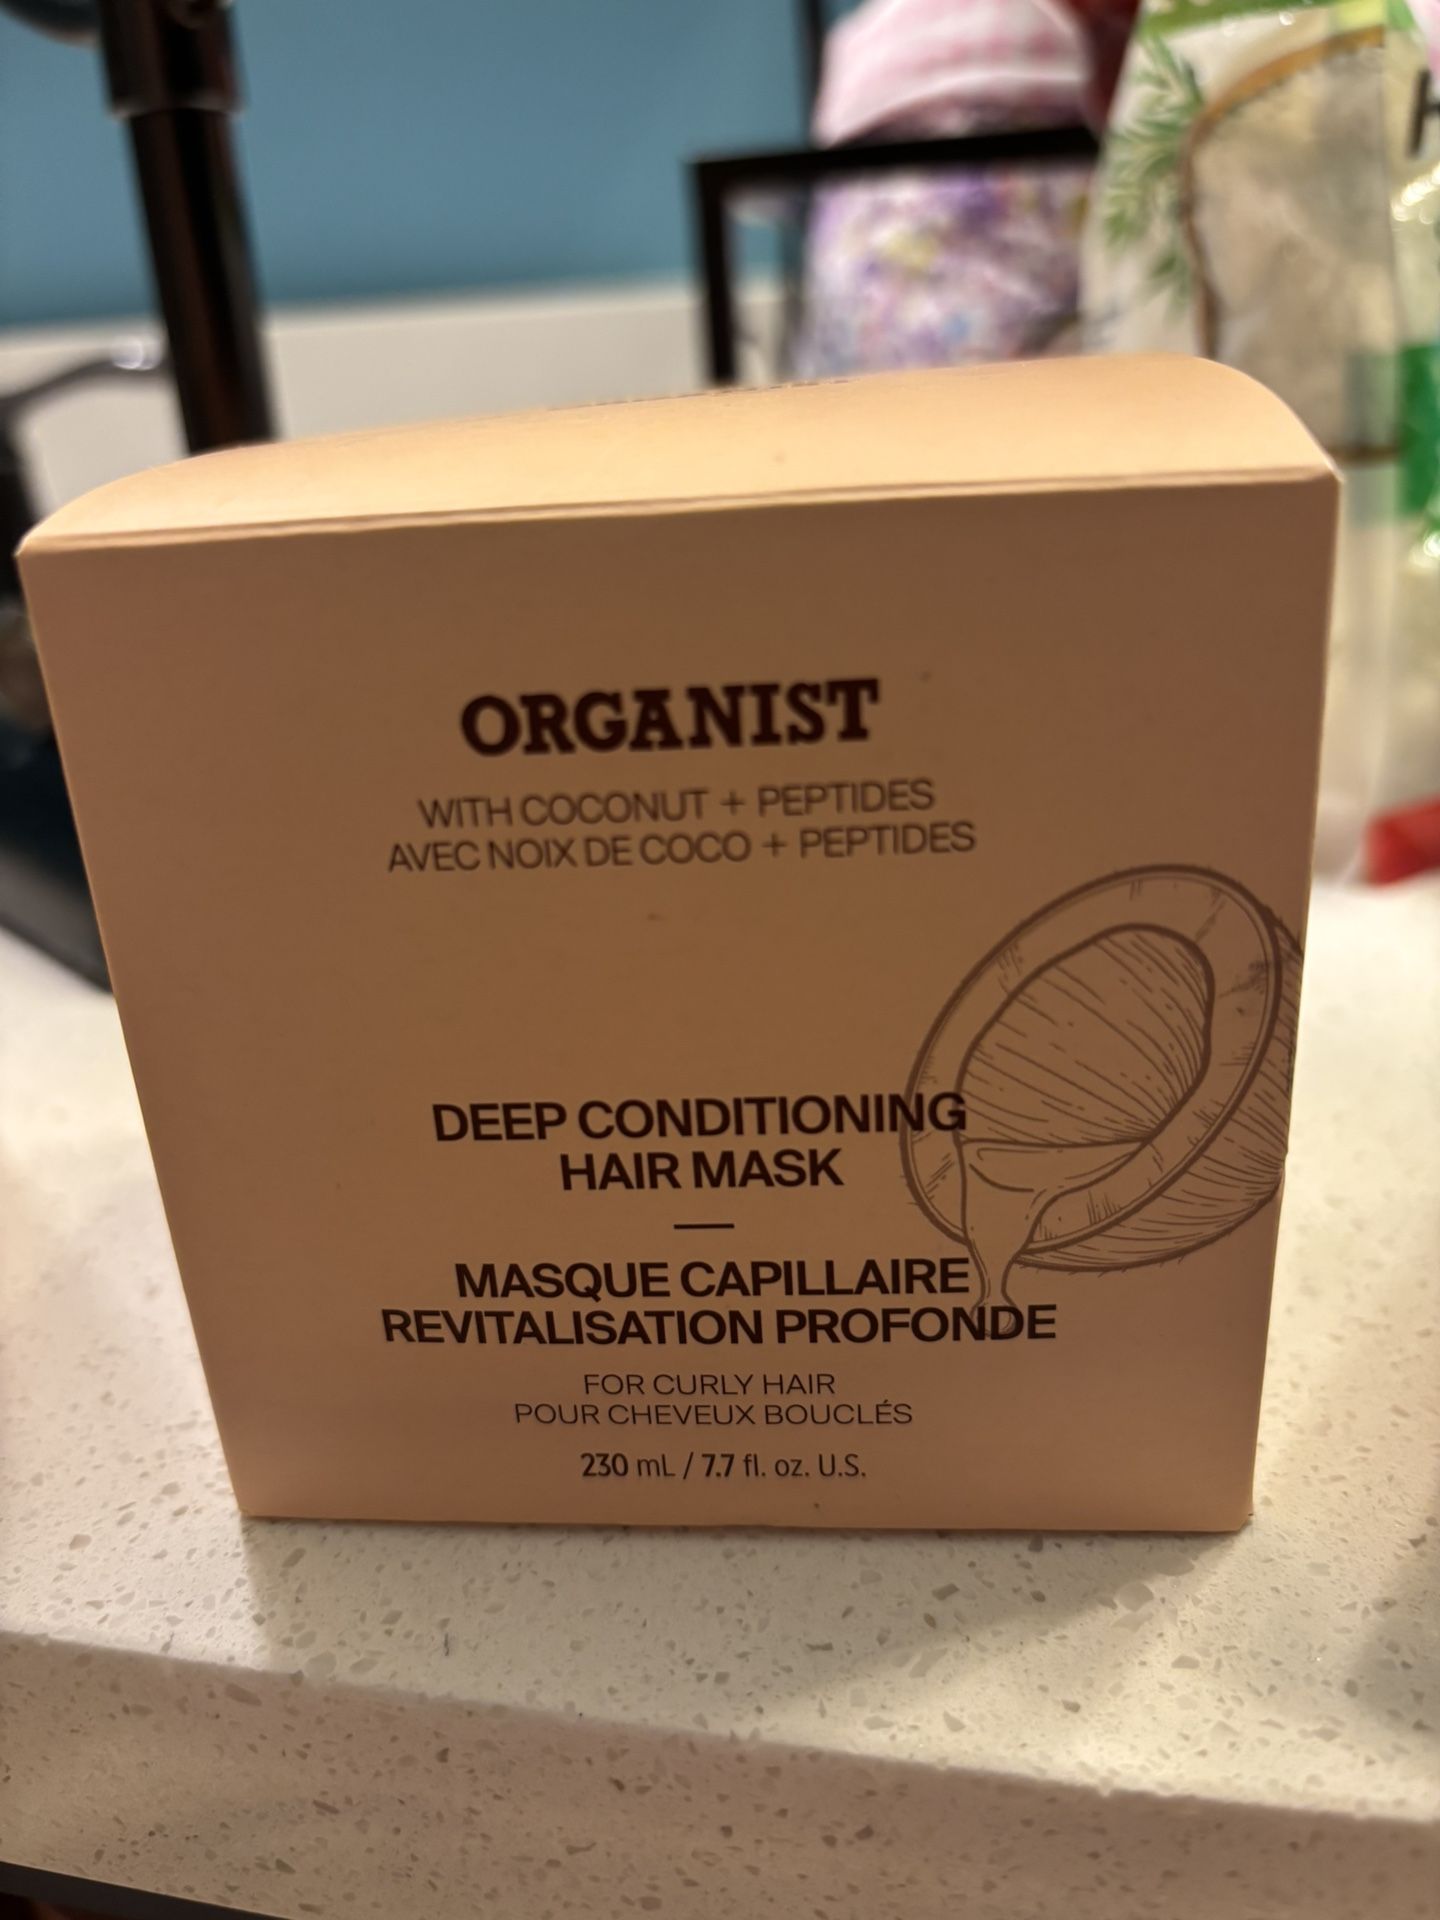 ORGANIST
WITH COCONUT + PEPTIDES
AVEC NOIX DE COCO + PEPTIDES
DEEP CONDITIONING
HAIR MASK
MASQUE CAPILLAIRE
REVITALISATION PROFONDE
FOR CURLY HAIR
POUR CHEVEUX BOUCLÉS
230 mL / 7.7 fl. oz. U.S.